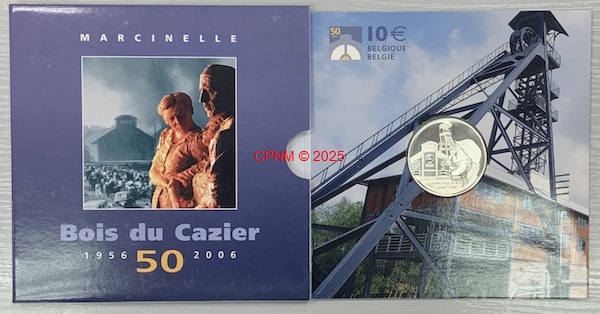 MARCINELLE
Bois du Cazier
1956 50 2006
50
10€
BELGIQUE
BELGIË
CPNM © 2025